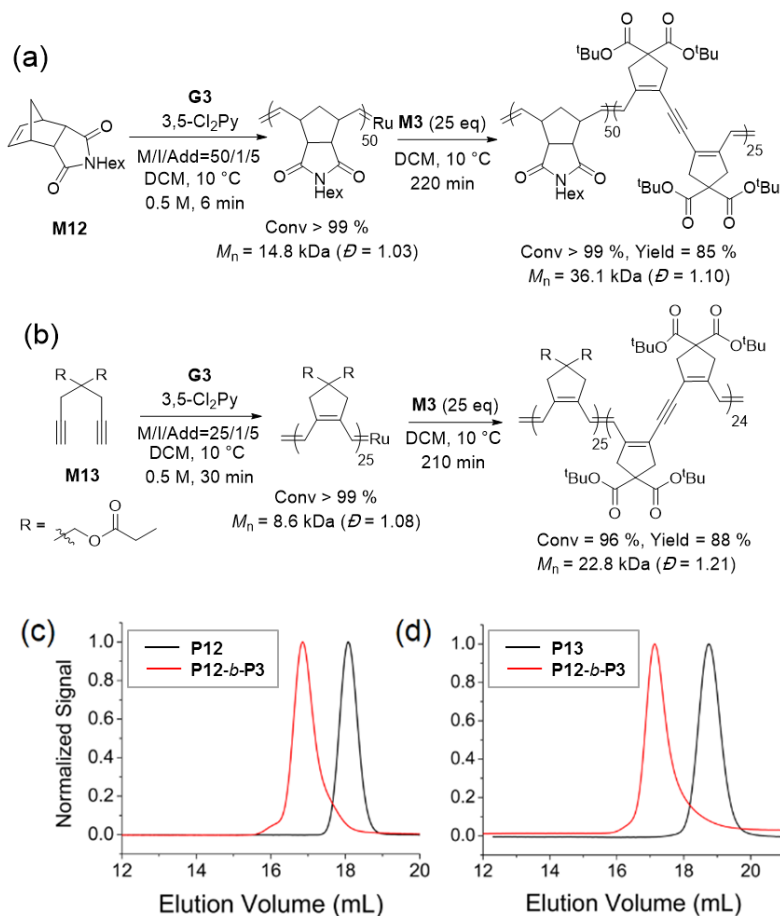 (a)
G3
3,5-Cl₂Py
M/I/Add=50/1/5
DCM, 10 °C
0.5 M, 6 min
O
N
Hex
O
M12
Ru
50
O
N
O
Hex
Conv > 99 %
Mn = 14.8 kDa (Đ = 1.03)
M3 (25 eq)
DCM, 10 °C
220 min
O O
ᵗBuO OᵗBu
50
O
N
O
Hex
25
ᵗBuO OᵗBu
O O
Conv > 99 %, Yield = 85 %
Mn = 36.1 kDa (Đ = 1.10)
(b)
R R
M13
G3
3,5-Cl₂Py
M/I/Add=25/1/5
DCM, 10 °C
0.5 M, 30 min
R R
Ru
25
Conv > 99 %
Mn = 8.6 kDa (Đ = 1.08)
M3 (25 eq)
DCM, 10 °C
210 min
O O
ᵗBuO OᵗBu
R R
25
24
ᵗBuO OᵗBu
O O
Conv = 96 %, Yield = 88 %
Mn = 22.8 kDa (Đ = 1.21)
R =
O
O
(c)
P12
P12-b-P3
Normalized Signal
1.0
0.8
0.6
0.4
0.2
0.0
12 14 16 18 20
Elution Volume (mL)
(d)
P13
P12-b-P3
1.0
0.8
0.6
0.4
0.2
0.0
12 14 16 18 20
Elution Volume (mL)